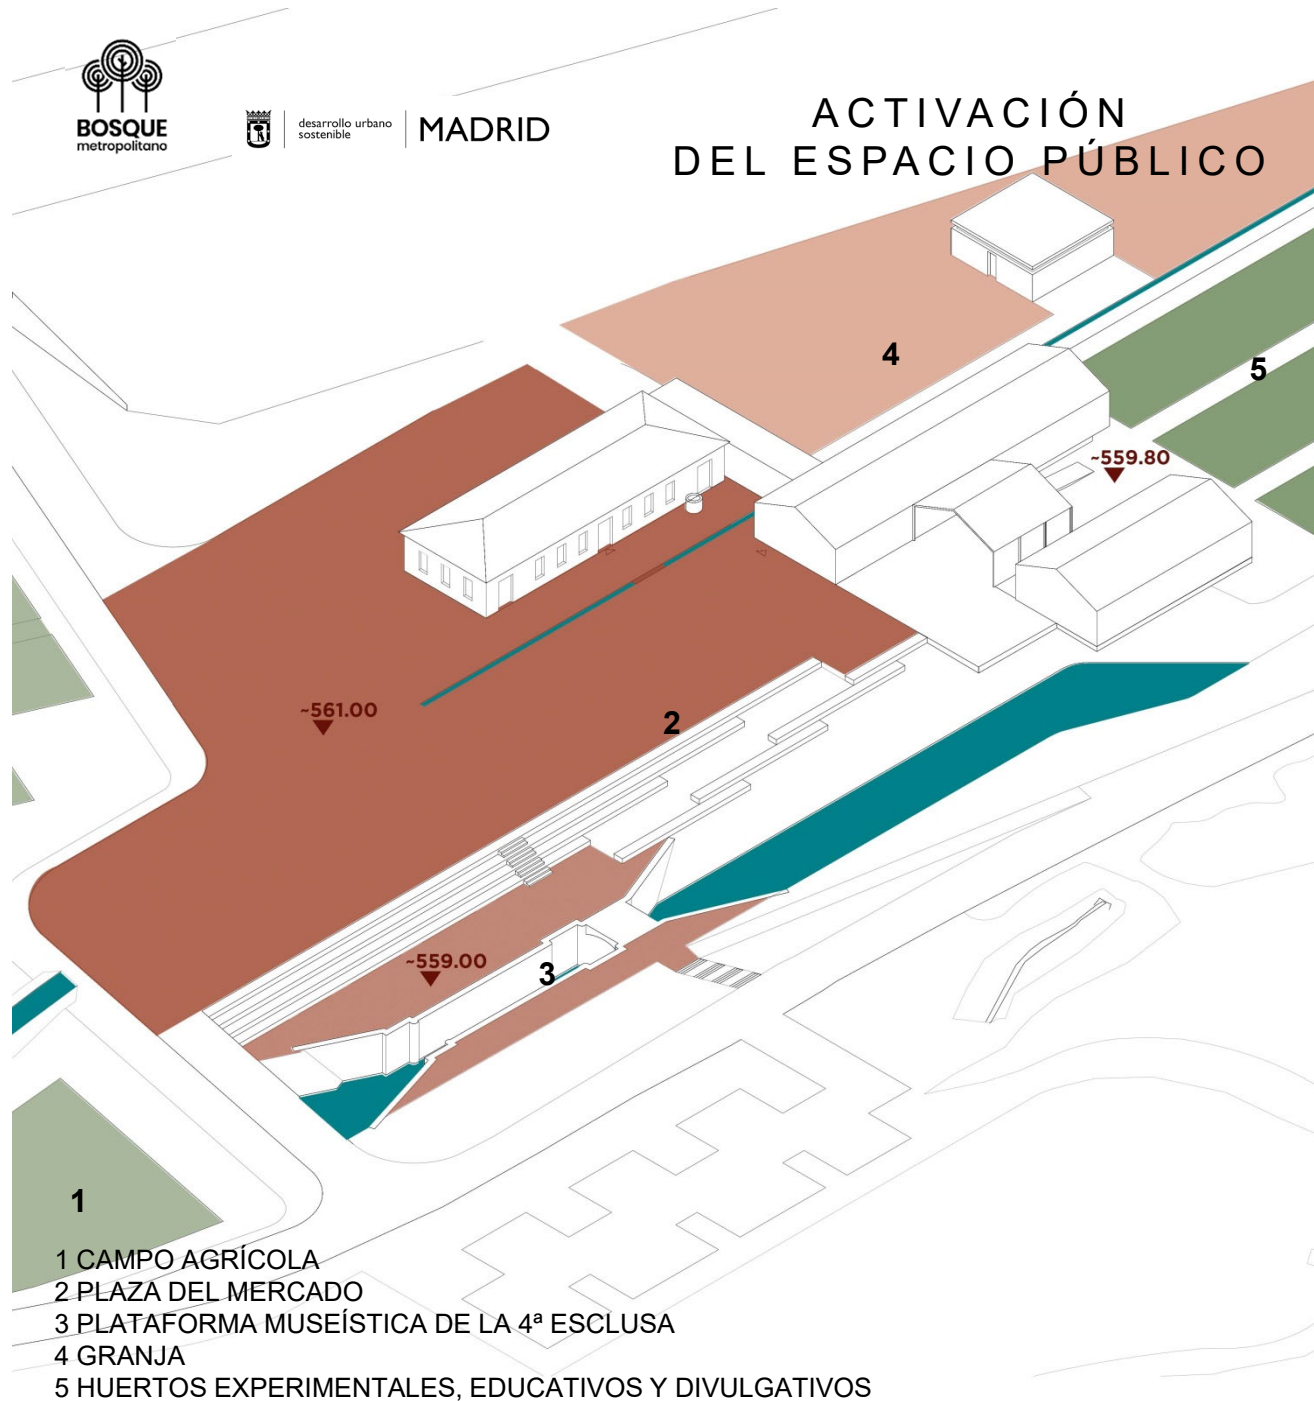 BOSQUE
metropolitano
desarrollo urbano
sostenible
MADRID
ACTIVACIÓN
DEL ESPACIO PÚBLICO
4
5
~559.80
~561.00
2
~559.00
3
1
1 CAMPO AGRÍCOLA
2 PLAZA DEL MERCADO
3 PLATAFORMA MUSEÍSTICA DE LA 4ª ESCLUSA
4 GRANJA
5 HUERTOS EXPERIMENTALES, EDUCATIVOS Y DIVULGATIVOS